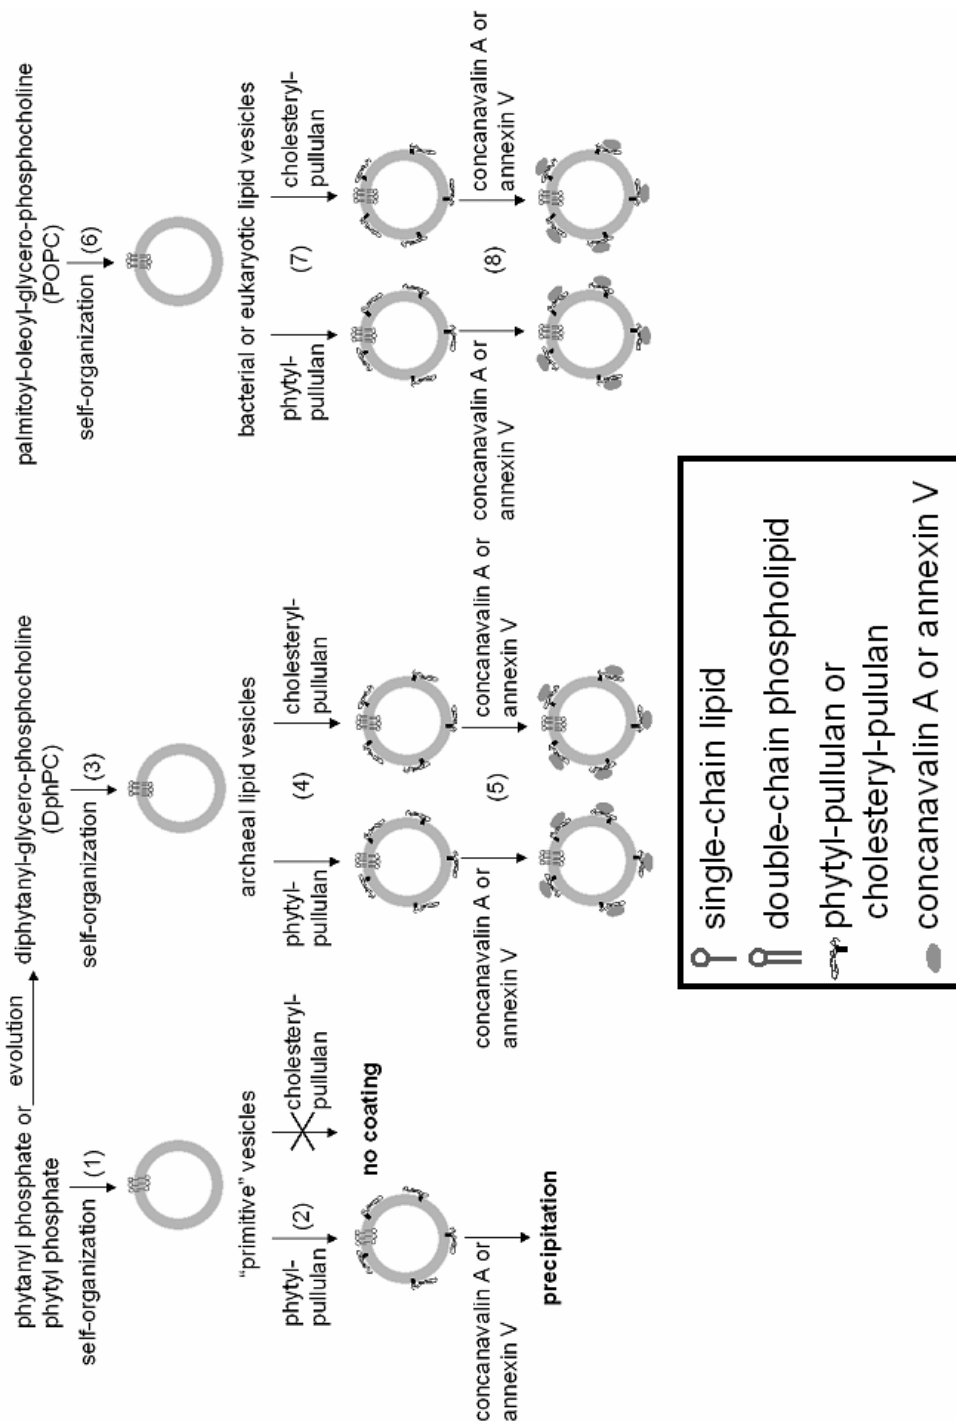 phytanyl phosphate or
phytyl phosphate
evolution
diphytanyl-glycero-phosphocholine
(DphPC)
palmitoyl-oleoyl-glycero-phosphocholine
(POPC)
self-organization
(1)
self-organization
(3)
self-organization
(6)
"primitive" vesicles
archaeal lipid vesicles
bacterial or eukaryotic lipid vesicles
phytyl-
pullulan
(2)
cholesteryl-
pullulan
phytyl-
pullulan
(4)
cholesteryl-
pullulan
phytyl-
pullulan
(7)
cholesteryl-
pullulan
no coating
concanavalin A or
annexin V
concanavalin A or
annexin V
(5)
concanavalin A or
annexin V
concanavalin A or
annexin V
(8)
concanavalin A or
annexin V
precipitation
single-chain lipid
double-chain phospholipid
phytyl-pullulan or
cholesteryl-pululan
concanavalin A or annexin V